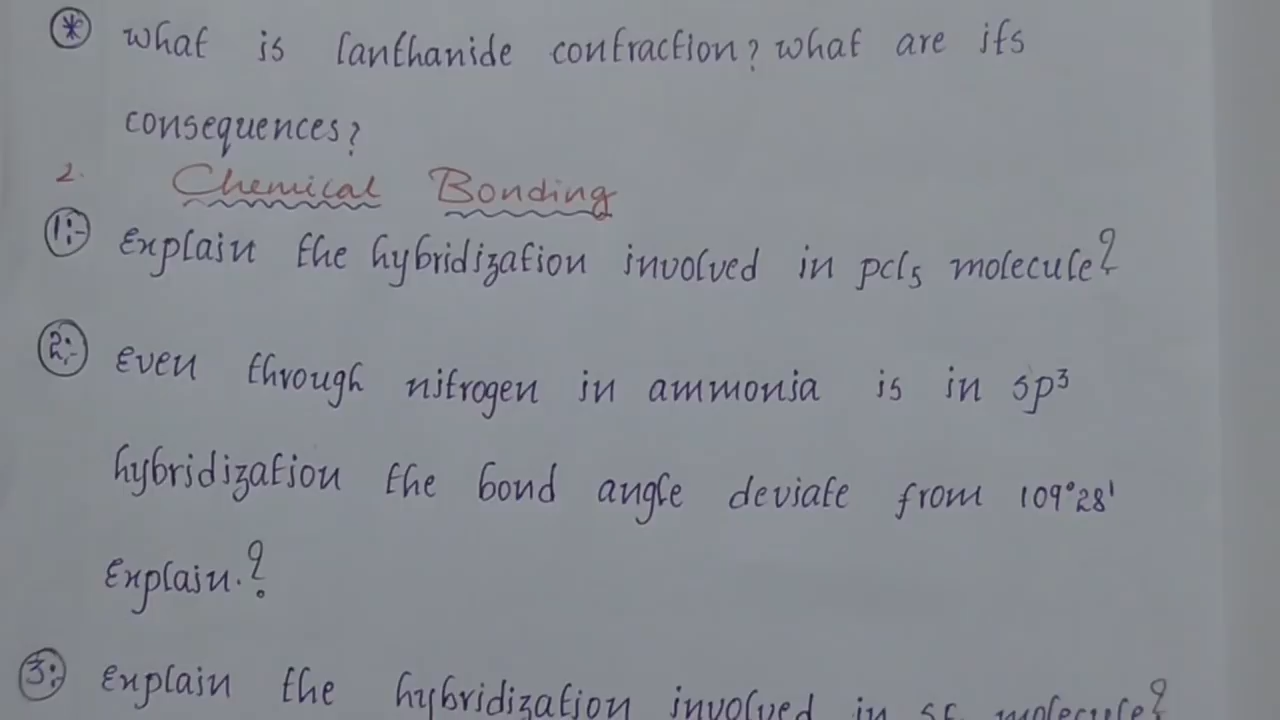 * What is lanthanide contraction? what are its
consequences?
2. Chemical Bonding
1:- Explain the hybridization involved in pcl5 molecule?
2:- Even through nitrogen in ammonia is in sp³
hybridization the bond angle deviate from 109°28'
Explain.?
3:- Explain the hybridization involved in molecule?